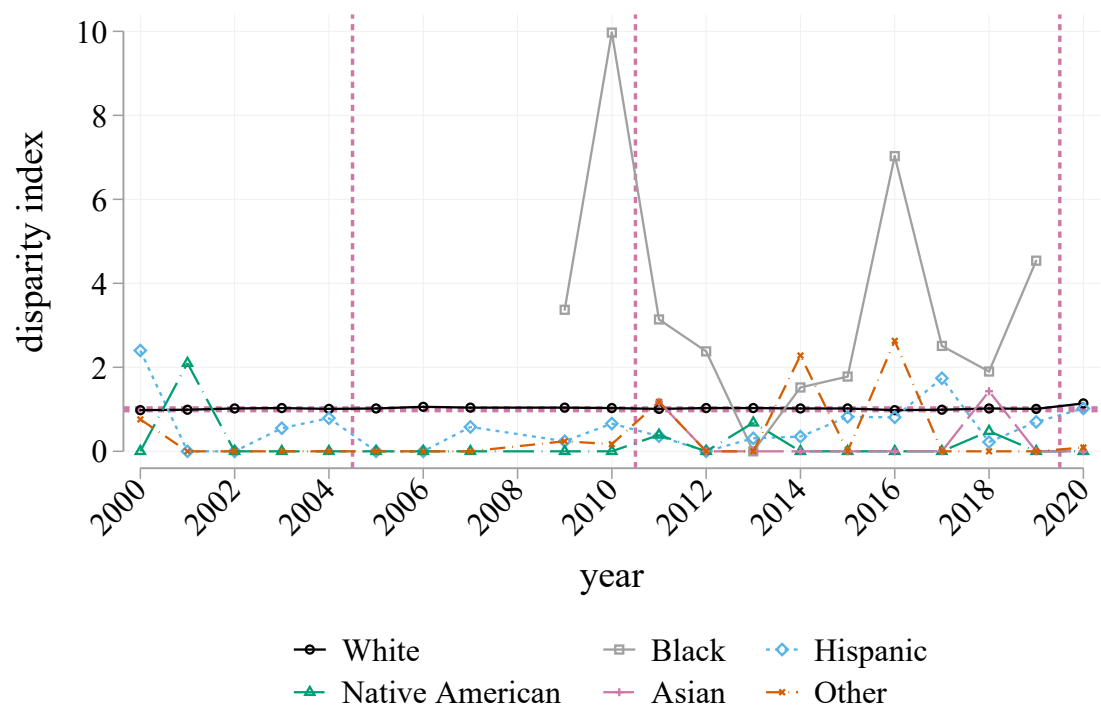 10
8
6
4
2
0
disparity index
2000 2002 2004 2006 2008 2010 2012 2014 2016 2018 2020
year
White Black Hispanic
Native American Asian Other